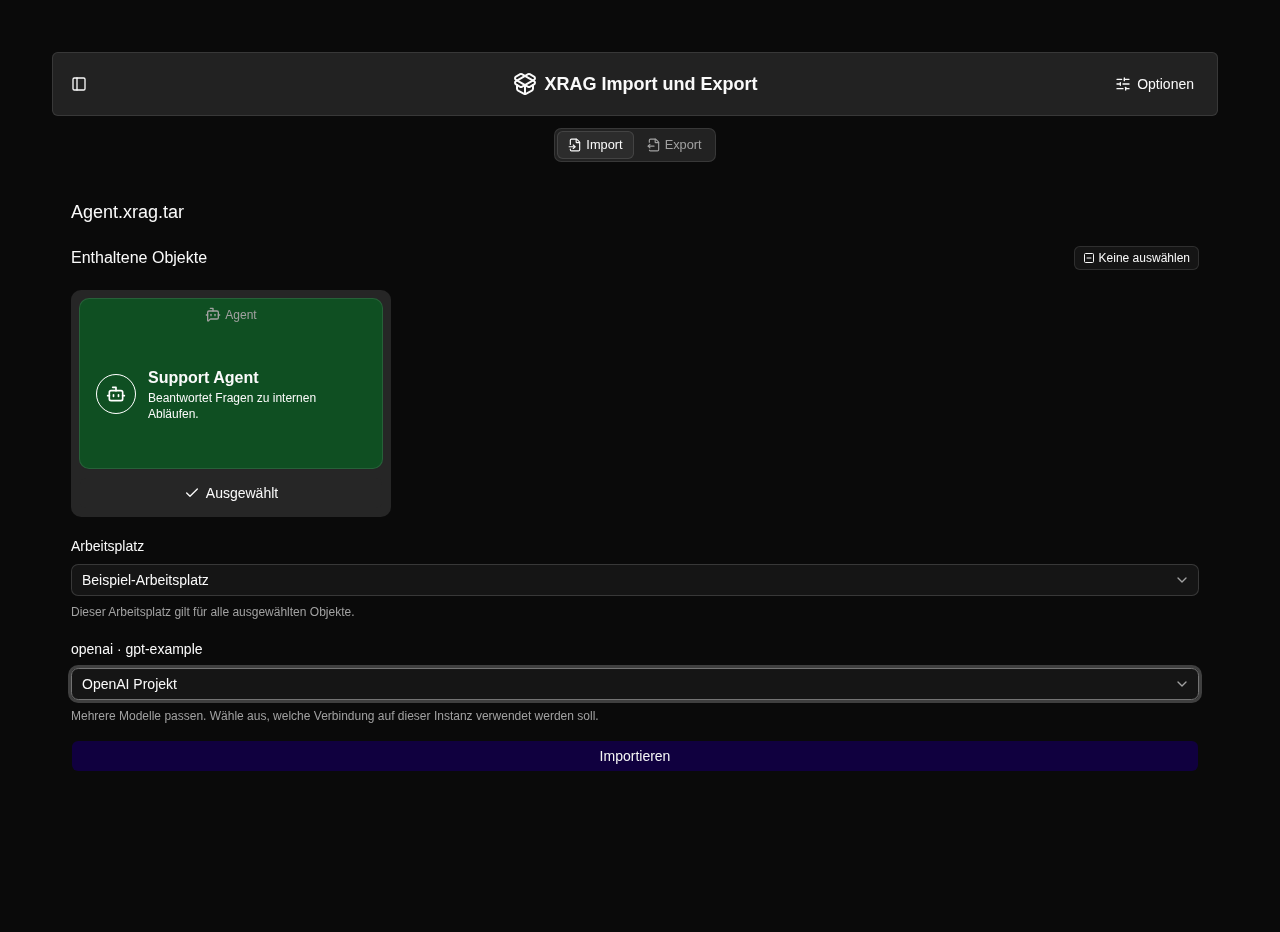 XRAG Import und Export
Optionen
Import
Export
Agent.xrag.tar
Enthaltene Objekte
Keine auswählen
Agent
Support Agent
Beantwortet Fragen zu internen
Abläufen.
Ausgewählt
Arbeitsplatz
Beispiel-Arbeitsplatz
Dieser Arbeitsplatz gilt für alle ausgewählten Objekte.
openai · gpt-example
OpenAI Projekt
Mehrere Modelle passen. Wähle aus, welche Verbindung auf dieser Instanz verwendet werden soll.
Importieren